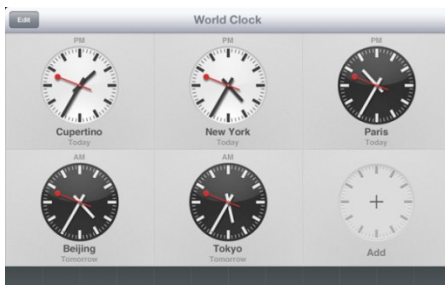 Edit
World Clock
PM
PM
PM
Cupertino
New York
Paris
Today
Today
Today
AM
AM
Beijing
Tokyo
Add
Tomorrow
Tomorrow